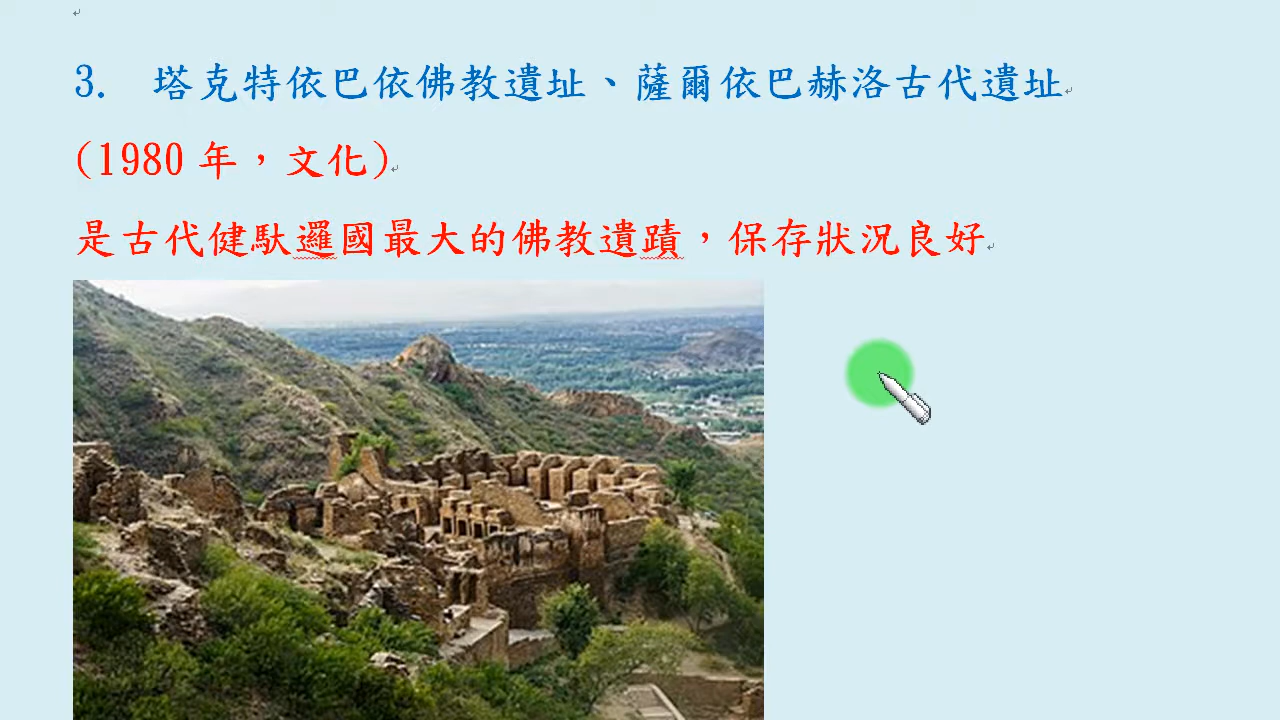 3. 塔克特依巴依佛教遺址、薩爾依巴赫洛古代遺址
(1980 年，文化)
是古代健馱邏國最大的佛教遺蹟，保存狀況良好